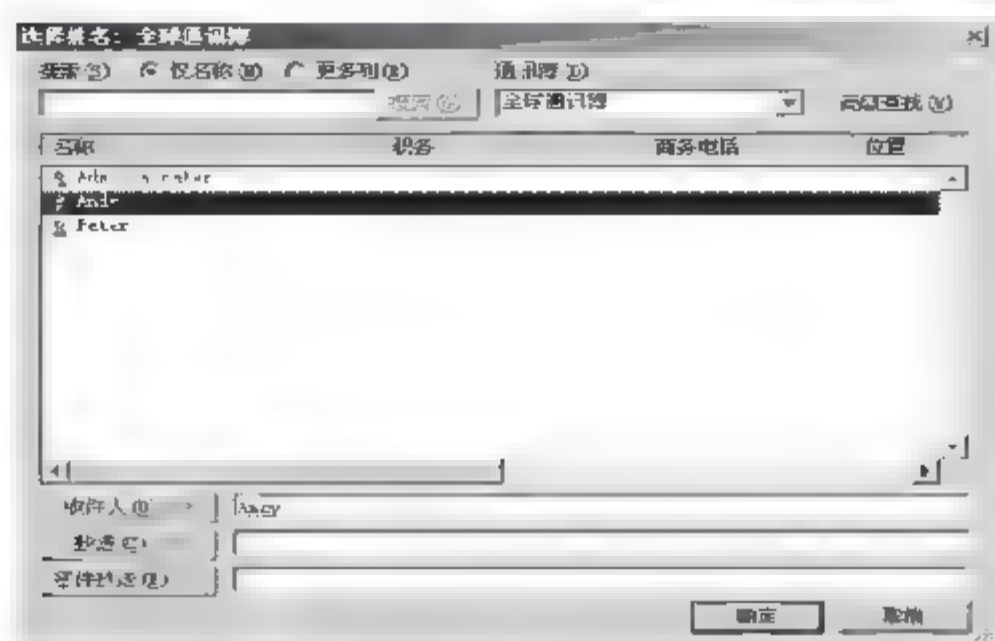 选择姓名: 全球通讯簿
搜索(S) 仅名称(N) 更多列(R) 通讯簿(D)
全球通讯簿 高级查找(V)
名称 职务 商务电话 位置
Peter
收件人
抄送
密件抄送
确定 取消